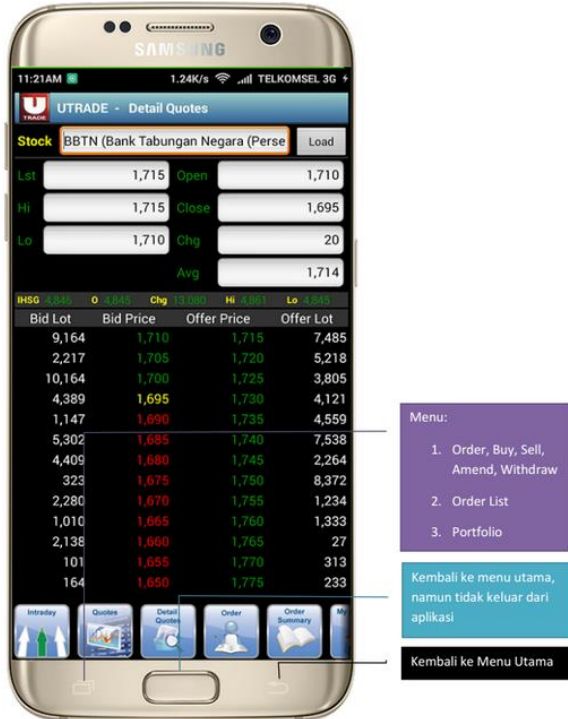 SAMSUNG
11:21AM 1.24K/s TELKOMSEL 3G
U TRADE UTRADE - Detail Quotes
Stock BBTN (Bank Tabungan Negara (Perse Load
Lst 1,715 Open 1,710
Hi 1,715 Close 1,695
Lo 1,710 Chg 20
Avg 1,714
IHSG 4,846 O 4,845 Chg 13.080 Hi 4,861 Lo 4,845
Bid Lot Bid Price Offer Price Offer Lot
9,164 1,710 1,715 7,485
2,217 1,705 1,720 5,218
10,164 1,700 1,725 3,805
4,389 1,695 1,730 4,121
1,147 1,690 1,735 4,559
5,302 1,685 1,740 7,538
4,409 1,680 1,745 2,264
323 1,675 1,750 8,372
2,280 1,670 1,755 1,234
1,010 1,665 1,760 1,333
2,138 1,660 1,765 27
101 1,655 1,770 313
164 1,650 1,775 233
Intraday Quotes Detail Quotes Order Order Summary My
Menu:
1. Order, Buy, Sell,
Amend, Withdraw
2. Order List
3. Portfolio
Kembali ke menu utama,
namun tidak keluar dari
aplikasi
Kembali ke Menu Utama